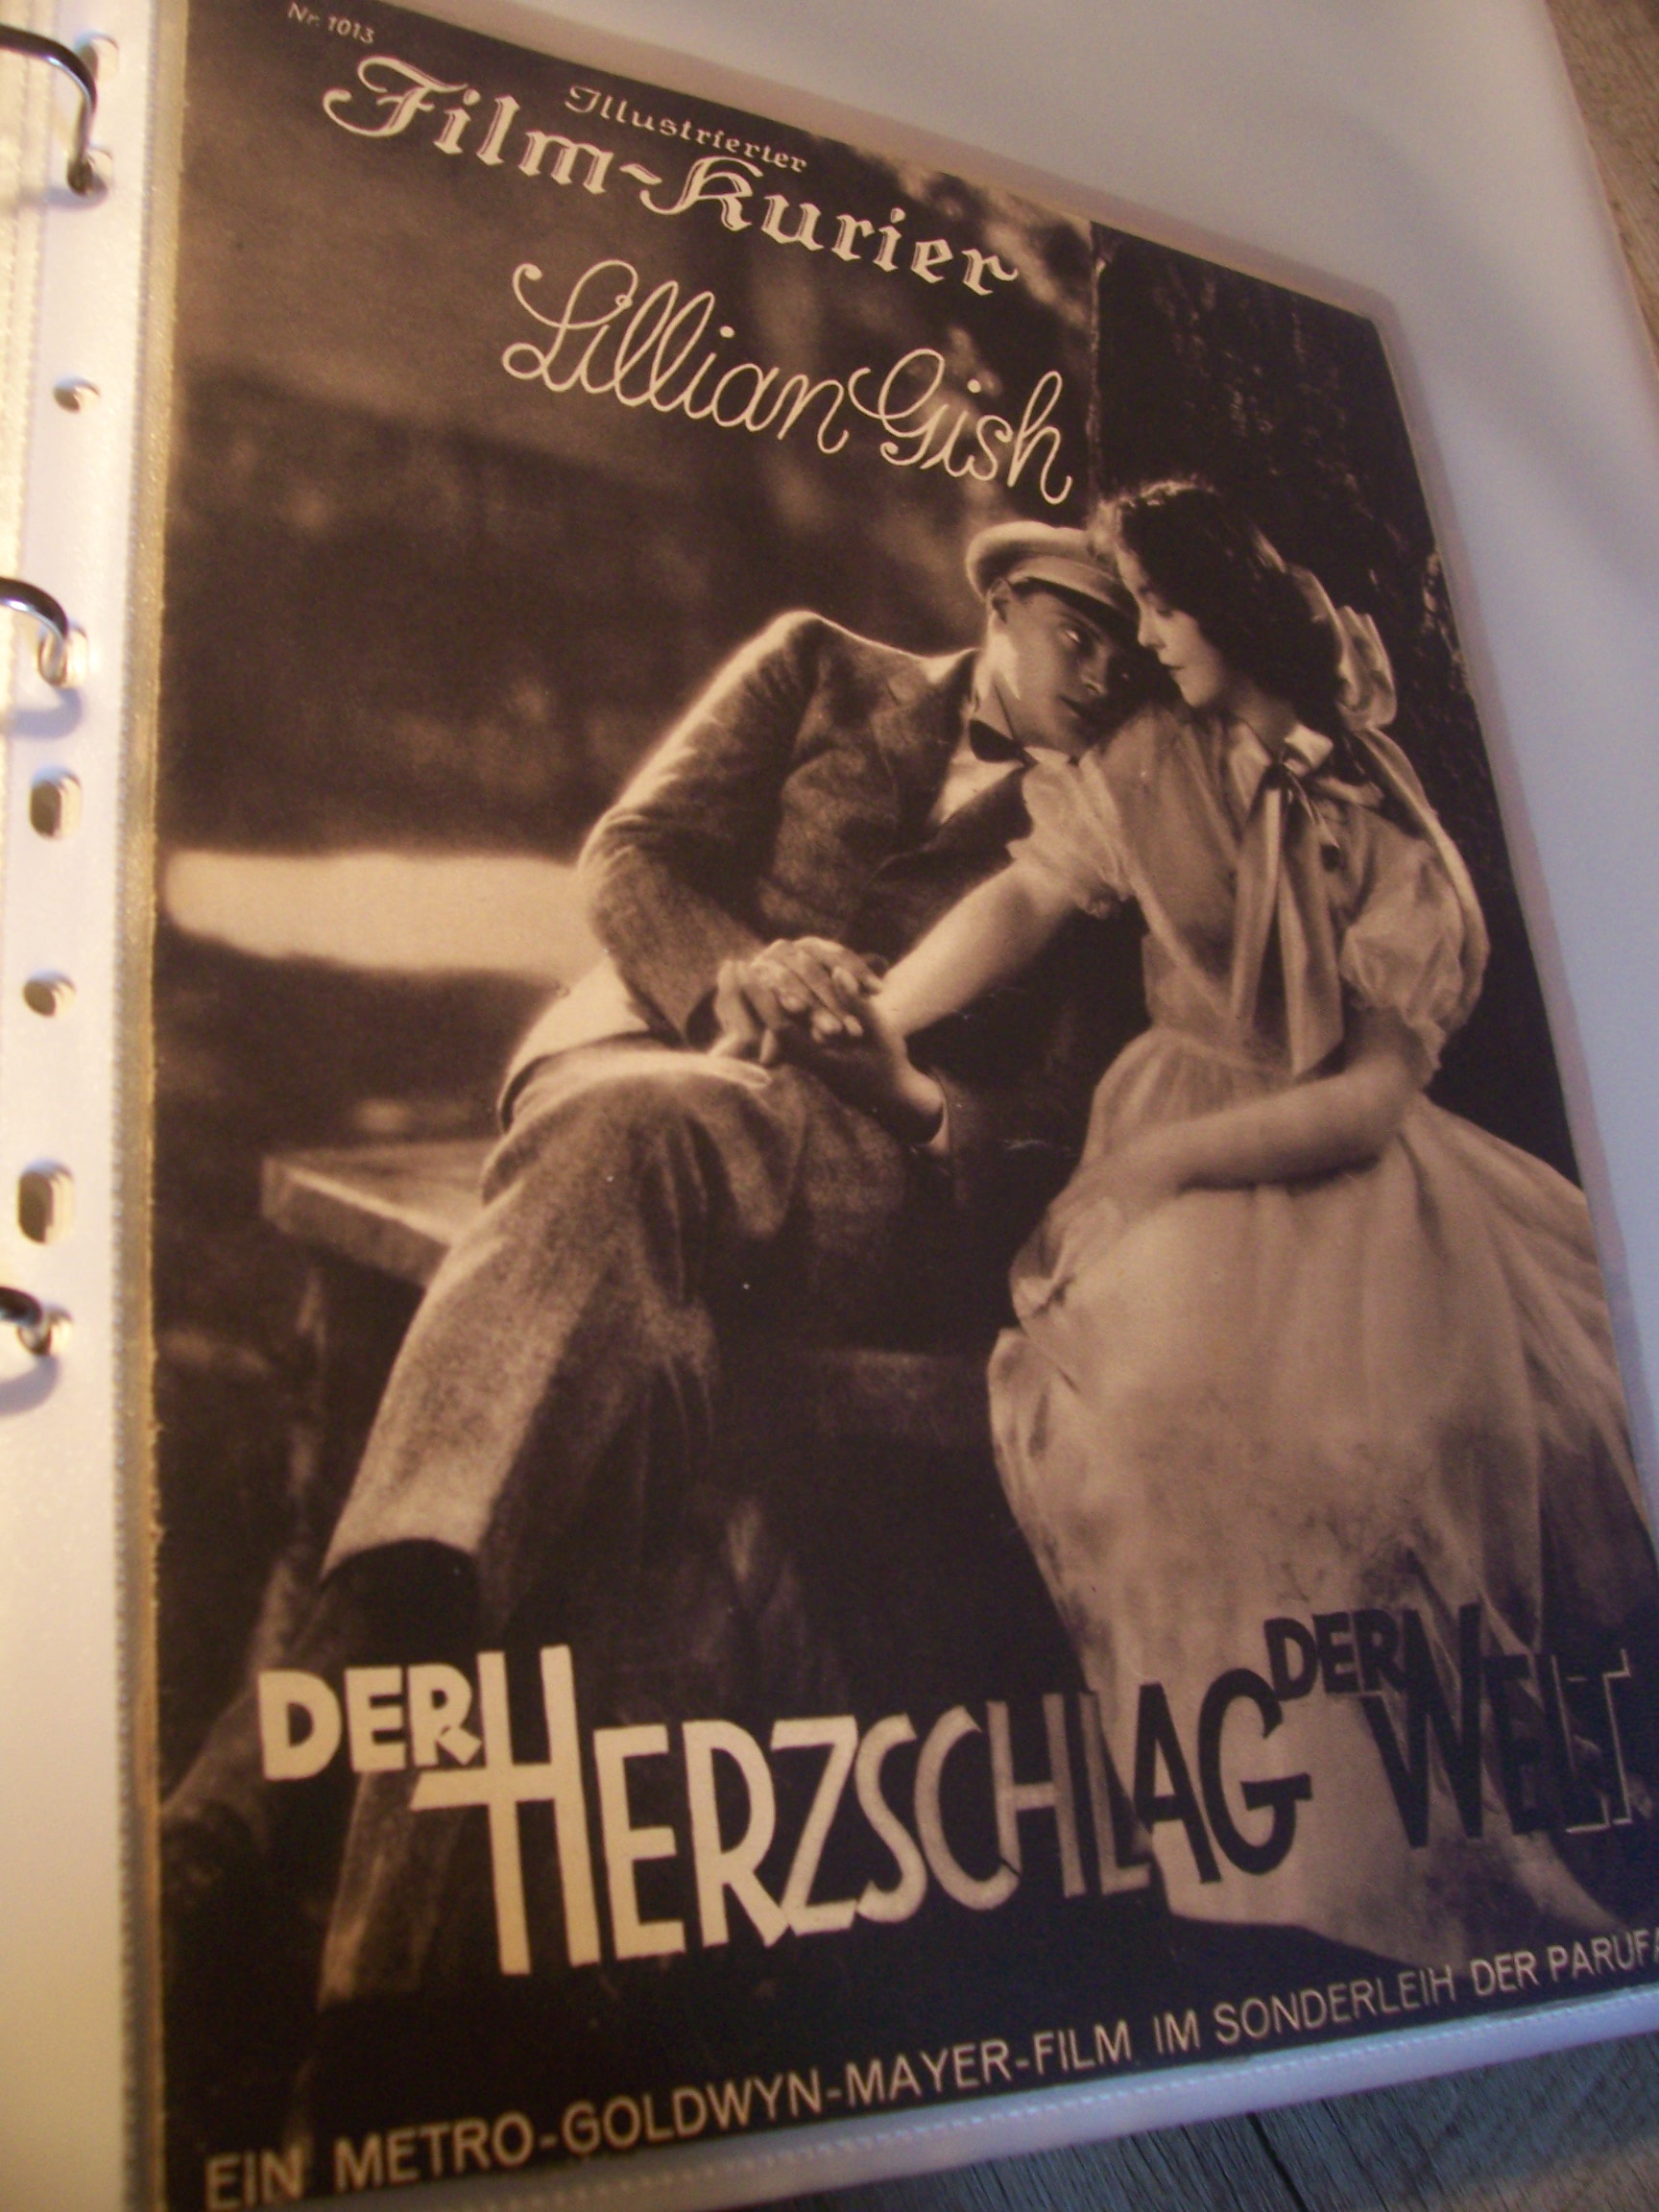 Nr. 1013
Illustrierter
Film-Kurier
Lillian Gish
DER HERZSCHLAG DER WELT
EIN METRO-GOLDWYN-MAYER-FILM IM SONDERLEIH DER PARUFA